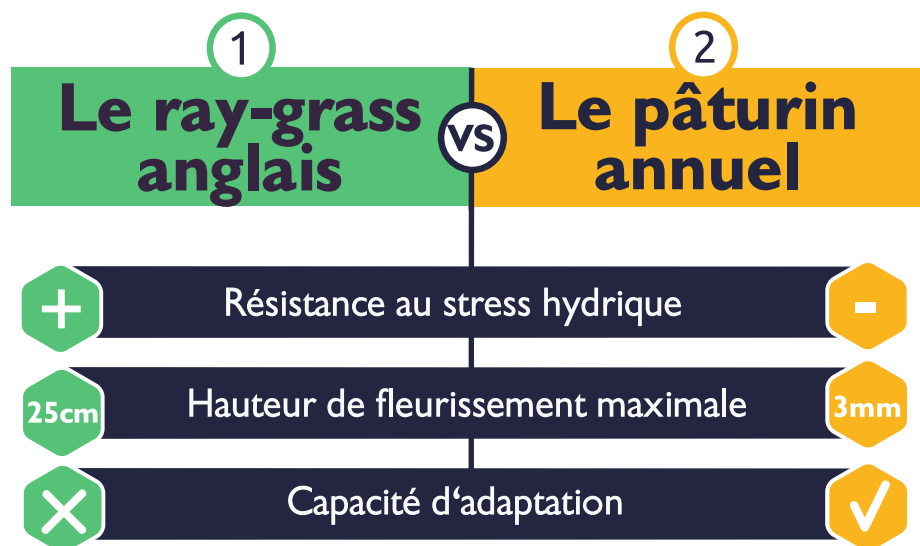 1
2
Le ray-grass
anglais
vs
Le pâturin
annuel
+
Résistance au stress hydrique
-
25cm
Hauteur de fleurissement maximale
3mm
Capacité d‘adaptation